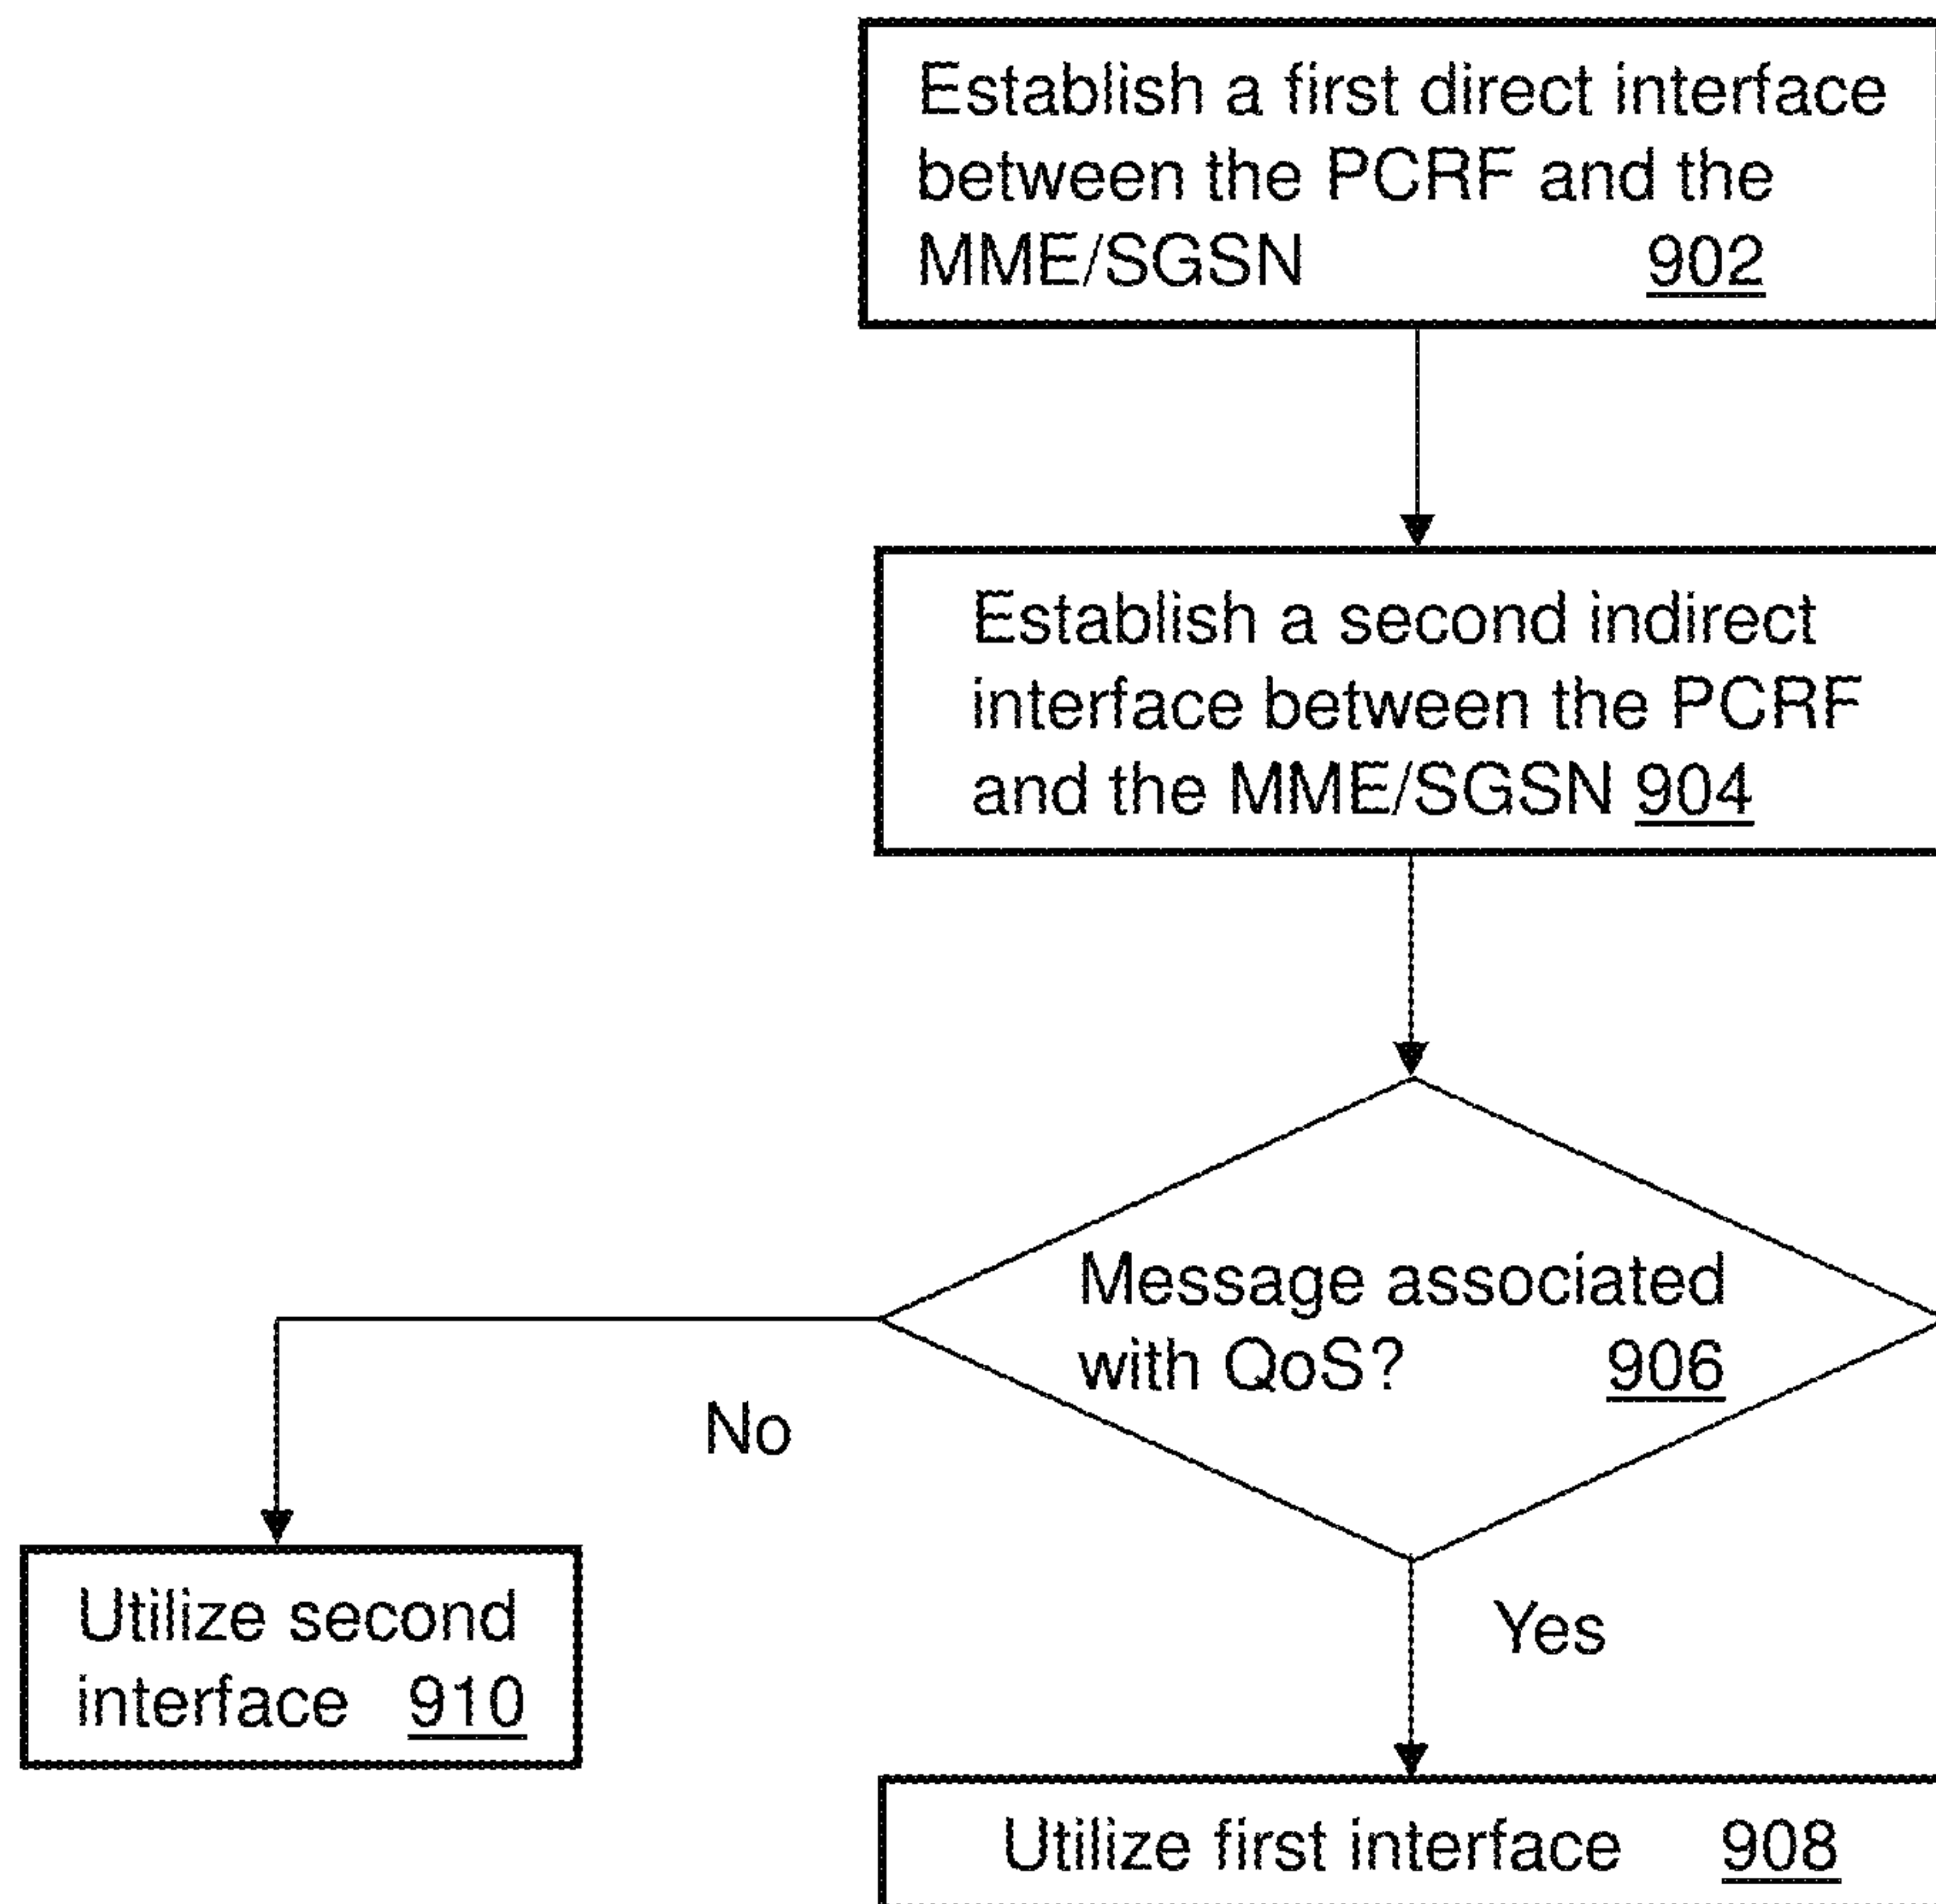 Establish a first direct interface
between the PCRF and the
MME/SGSN 902
Establish a second indirect
interface between the PCRF
and the MME/SGSN 904
Message associated
with QoS? 906
No
Yes
Utilize second
interface 910
Utilize first interface 908